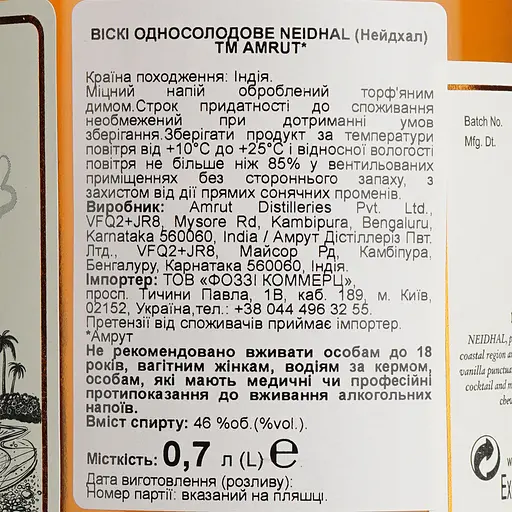 ВІСКІ ОДНОСОЛОДОВЕ NEIDHAL (Нейдхал)
ТМ AMRUT*
Країна походження: Індія.
Міцний напій оброблений торф'яним
димом.Строк придатності до споживання
необмежений при дотриманні умов
зберігання.Зберігати продукт за температури
повітря від +10°С до +25°С і відносної вологості
повітря не більше ніж 85% у вентильованих
приміщеннях без стороннього запаху, з
захистом від дії прямих сонячних променів.
Виробник: Amrut Distilleries Pvt. Ltd.,
VFQ2+JR8, Mysore Rd, Kambipura, Bengaluru,
Karnataka 560060, India / Амрут Дістіллеріз Пвт.
Лтд., VFQ2+JR8, Майсор Рд, Камбіпура,
Бенгалуру, Карнатака 560060, Індія.
Імпортер: ТОВ «ФОЗЗІ КОММЕРЦ»,
просп. Тичини Павла, 1В, каб. 189, м. Київ,
02152, Україна,тел.: +38 044 496 32 55.
Претензії від споживачів приймає імпортер.
*Амрут
Не рекомендовано вживати особам до 18
років, вагітним жінкам, водіям за кермом,
особам, які мають медичні чи професійні
протипоказання до вживання алкогольних
напоїв.
Вміст спирту: 46 %об.(%vol.).
Місткість: 0,7 л (L) e
Дата виготовлення (розливу):
Номер партії: вказаний на пляшці.
Batch No.
Mfg. Dt.
NEIDHAL, p
coastal region a
vanilla punctua
cocktail and m
che
w
Ex